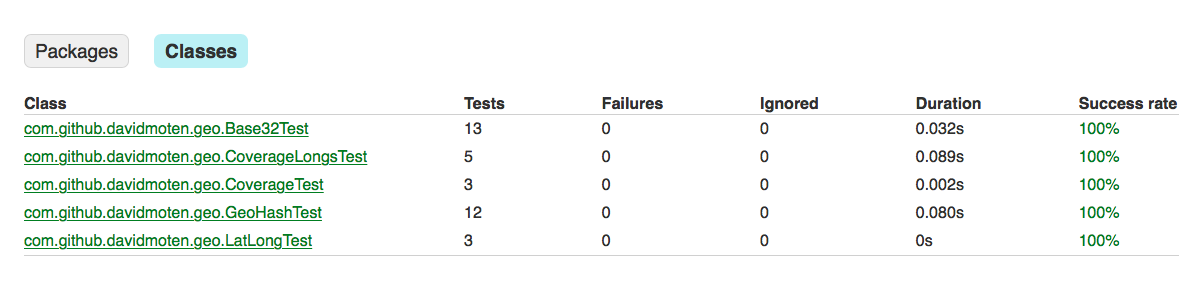 Packages Classes
Class Tests Failures Ignored Duration Success rate
com.github.davidmoten.geo.Base32Test 13 0 0 0.032s 100%
com.github.davidmoten.geo.CoverageLongsTest 5 0 0 0.089s 100%
com.github.davidmoten.geo.CoverageTest 3 0 0 0.002s 100%
com.github.davidmoten.geo.GeoHashTest 12 0 0 0.080s 100%
com.github.davidmoten.geo.LatLongTest 3 0 0 0s 100%